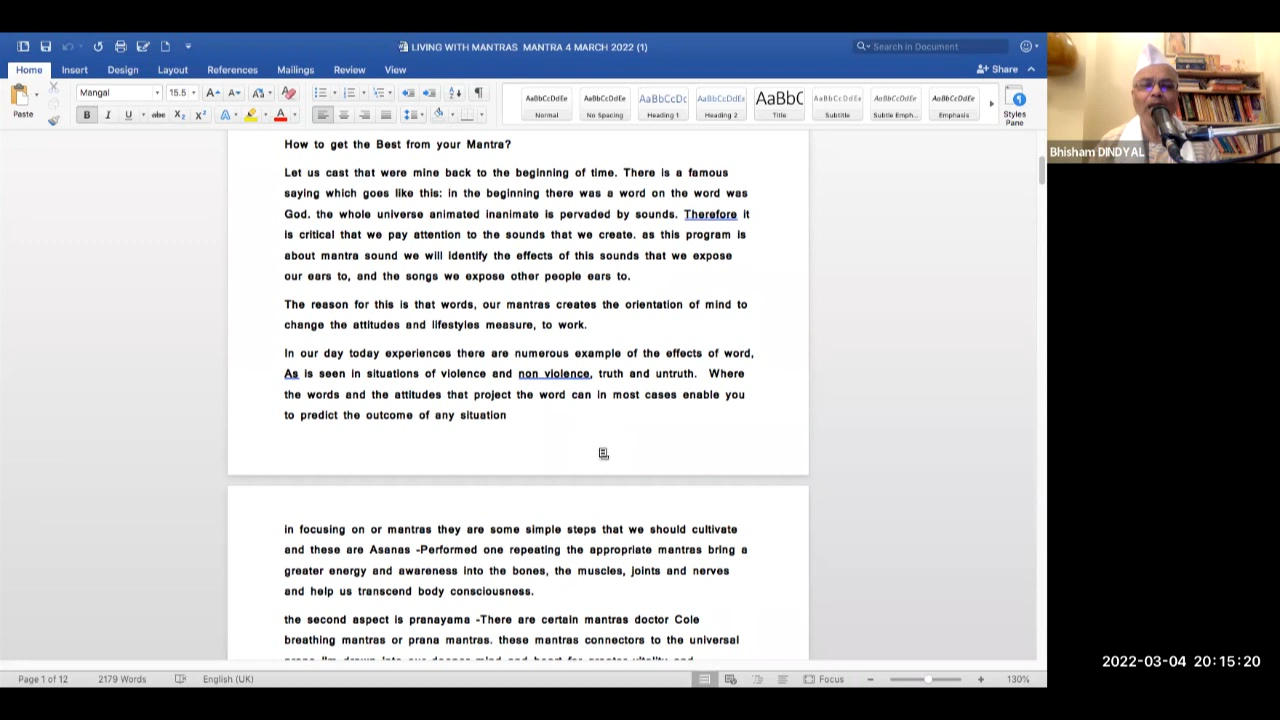 LIVING WITH MANTRAS MANTRA 4 MARCH 2022 (1)
Search in Document
Home Insert Design Layout References Mailings Review View
Share
Paste
Mangal 15.5
AaBbCcDdEe AaBbCcDdEe AaBbCcDc AaBbCcDdEe AaBbC AaBbCcDdEe AaBbCcDdEe AaBbCcDdEe
Normal No Spacing Heading 1 Heading 2 Title Subtitle Subtle Emph... Emphasis
Styles
Pane
Bhisham DINDYAL
How to get the Best from your Mantra?
Let us cast that were mine back to the beginning of time. There is a famous
saying which goes like this: in the beginning there was a word on the word was
God. the whole universe animated inanimate is pervaded by sounds. Therefore it
is critical that we pay attention to the sounds that we create. as this program is
about mantra sound we will identify the effects of this sounds that we expose
our ears to, and the songs we expose other people ears to.
The reason for this is that words, our mantras creates the orientation of mind to
change the attitudes and lifestyles measure, to work.
In our day today experiences there are numerous example of the effects of word,
As is seen in situations of violence and non violence, truth and untruth. Where
the words and the attitudes that project the word can in most cases enable you
to predict the outcome of any situation
in focusing on or mantras they are some simple steps that we should cultivate
and these are Asanas -Performed one repeating the appropriate mantras bring a
greater energy and awareness into the bones, the muscles, joints and nerves
and help us transcend body consciousness.
the second aspect is pranayama -There are certain mantras doctor Cole
breathing mantras or prana mantras. these mantras connectors to the universal
Page 1 of 12 2179 Words English (UK) Focus 130%
2022-03-04 20:15:20